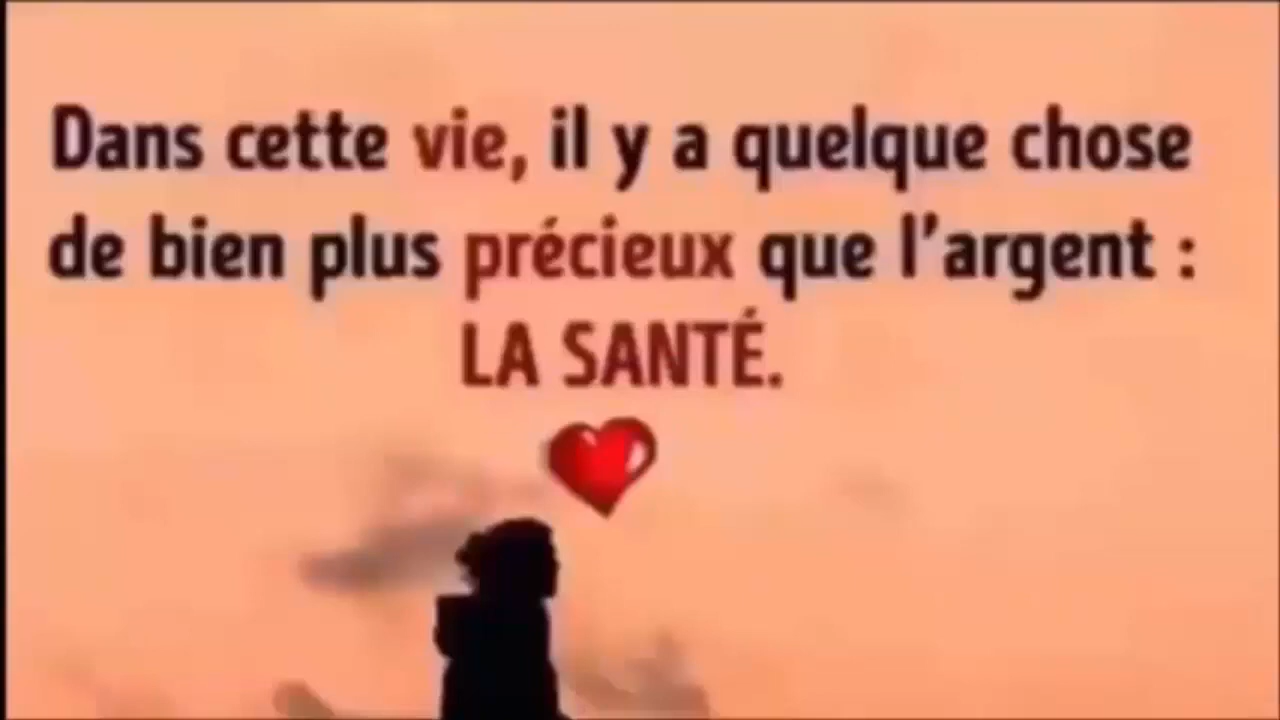 Dans cette vie, il y a quelque chose
de bien plus précieux que l'argent :
LA SANTÉ.